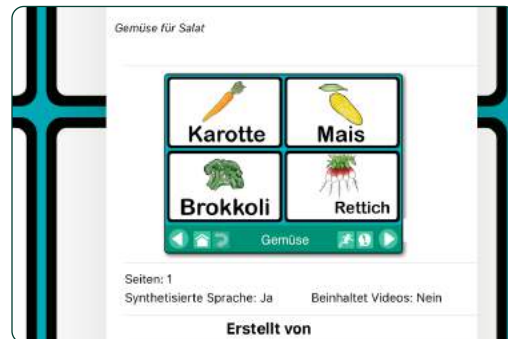 Gemüse für Salat
Karotte Mais
Brokkoli Rettich
Gemüse
Seiten: 1
Synthetisierte Sprache: Ja Beinhaltet Videos: Nein
Erstellt von